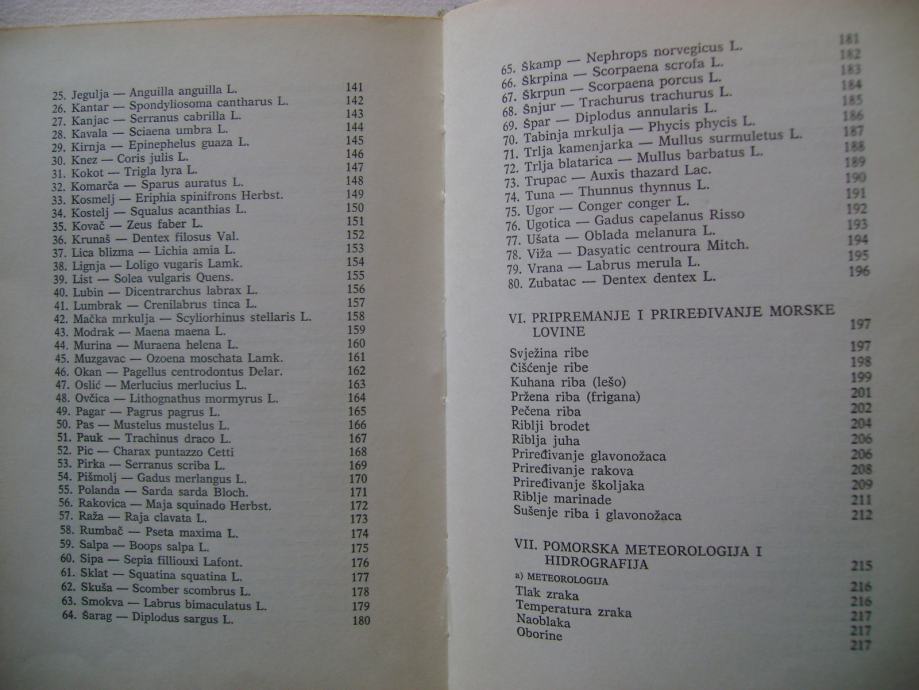 25. Jegulja — Anguilla anguilla L. 141
26. Kantar — Spondyliosoma cantharus L. 142
27. Kanjac — Serranus cabrilla L. 143
28. Kavala — Sciaena umbra L. 144
29. Kirnja — Epinephelus guaza L. 145
30. Knez — Coris julis L. 146
31. Kokot — Trigla lyra L. 147
32. Komarča — Sparus auratus L. 148
33. Kosmelj — Eriphia spinifrons Herbst. 149
34. Kostelj — Squalus acanthias L. 150
35. Kovač — Zeus faber L. 151
36. Krunaš — Dentex filosus Val. 152
37. Lica blizma — Lichia amia L. 153
38. Lignja — Loligo vugaris Lamk. 154
39. List — Solea vulgaris Quens. 155
40. Lubin — Dicentrarchus labrax L. 156
41. Lumbrak — Crenilabrus tinca L. 157
42. Mačka mrkulja — Scyliorhinus stellaris L. 158
43. Modrak — Maena maena L. 159
44. Murina — Muraena helena L. 160
45. Muzgavac — Ozoena moschata Lamk. 161
46. Okan — Pagellus centrodontus Delar. 162
47. Oslić — Merlucius merlucius L. 163
48. Ovčica — Lithognathus mormyrus L. 164
49. Pagar — Pagrus pagrus L. 165
50. Pas — Mustelus mustelus L. 166
51. Pauk — Trachinus draco L. 167
52. Pic — Charax puntazzo Cetti 168
53. Pirka — Serranus scriba L. 169
54. Pišmolj — Gadus merlangus L. 170
55. Polanda — Sarda sarda Bloch. 171
56. Rakovica — Maja squinado Herbst. 172
57. Raža — Raja clavata L. 173
58. Rumbač — Pseta maxima L. 174
59. Salpa — Boops salpa L. 175
60. Sipa — Sepia filliouxi Lafont. 176
61. Sklat — Squatina squatina L. 177
62. Skuša — Scomber scombrus L. 178
63. Smokva — Labrus bimaculatus L. 179
64. Šarag — Diplodus sargus L. 180
65. Škamp — Nephrops norvegicus L. 181
66. Škrpina — Scorpaena scrofa L. 182
67. Škrpun — Scorpaena porcus L. 183
68. Šnjur — Trachurus trachurus L. 184
69. Špar — Diplodus annularis L. 185
70. Tabinja mrkulja — Phycis phycis L. 186
71. Trlja kamenjarka — Mullus surmuletus L. 187
72. Trlja blatarica — Mullus barbatus L. 188
73. Trupac — Auxis thazard Lac. 189
74. Tuna — Thunnus thynnus L. 190
75. Ugor — Conger conger L. 191
76. Ugotica — Gadus capelanus Risso 192
77. Ušata — Oblada melanura L. 193
78. Viža — Dasyatic centroura Mitch. 194
79. Vrana — Labrus merula L. 195
80. Zubatac — Dentex dentex L. 196
VI. PRIPREMANJE I PRIREĐIVANJE MORSKE
LOVINE 197
Svježina ribe 197
Čišćenje ribe 198
Kuhana riba (lešo) 199
Pržena riba (frigana) 201
Pečena riba 202
Riblji brodet 204
Riblja juha 206
Priređivanje glavonožaca 206
Priređivanje rakova 208
Priređivanje školjaka 209
Riblje marinade 211
Sušenje riba i glavonožaca 212
VII. POMORSKA METEOROLOGIJA I
HIDROGRAFIJA 215
a) METEOROLOGIJA 216
Tlak zraka 216
Temperatura zraka 217
Naoblaka 217
Oborine 217